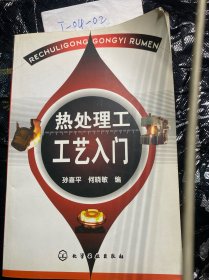 T-04-02
RECHULIGONG GONGYI RUMEN
热处理工
工艺入门
孙嘉平 何晓敏 编
化学工业出版社